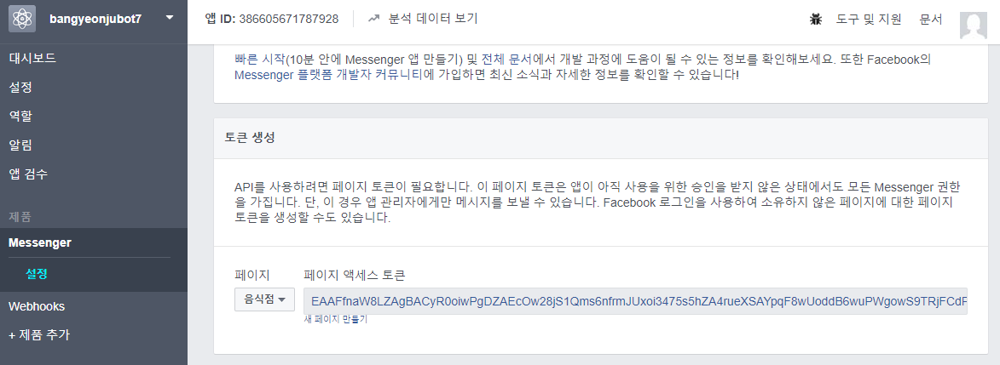 bangyeonjubot7
앱 ID: 386605671787928
분석 데이터 보기
도구 및 지원
문서
대시보드
설정
역할
알림
앱 검수
제품
Messenger
설정
Webhooks
+ 제품 추가
빠른 시작(10분 안에 Messenger 앱 만들기) 및 전체 문서에서 개발 과정에 도움이 될 수 있는 정보를 확인해보세요. 또한 Facebook의
Messenger 플랫폼 개발자 커뮤니티에 가입하면 최신 소식과 자세한 정보를 확인할 수 있습니다!
토큰 생성
API를 사용하려면 페이지 토큰이 필요합니다. 이 페이지 토큰은 앱이 아직 사용을 위한 승인을 받지 않은 상태에서도 모든 Messenger 권한
을 가집니다. 단, 이 경우 앱 관리자에게만 메시지를 보낼 수 있습니다. Facebook 로그인을 사용하여 소유하지 않은 페이지에 대한 페이지
토큰을 생성할 수도 있습니다.
페이지
페이지 액세스 토큰
음식점
EAAFfnaW8LZAgBACyR0oiwPgDZAEcOw28jS1Qms6nfrmJUxoi3475s5hZA4rueXSAYpqF8wUoddB6wuPWgowS9TRjFCdF
새 페이지 만들기